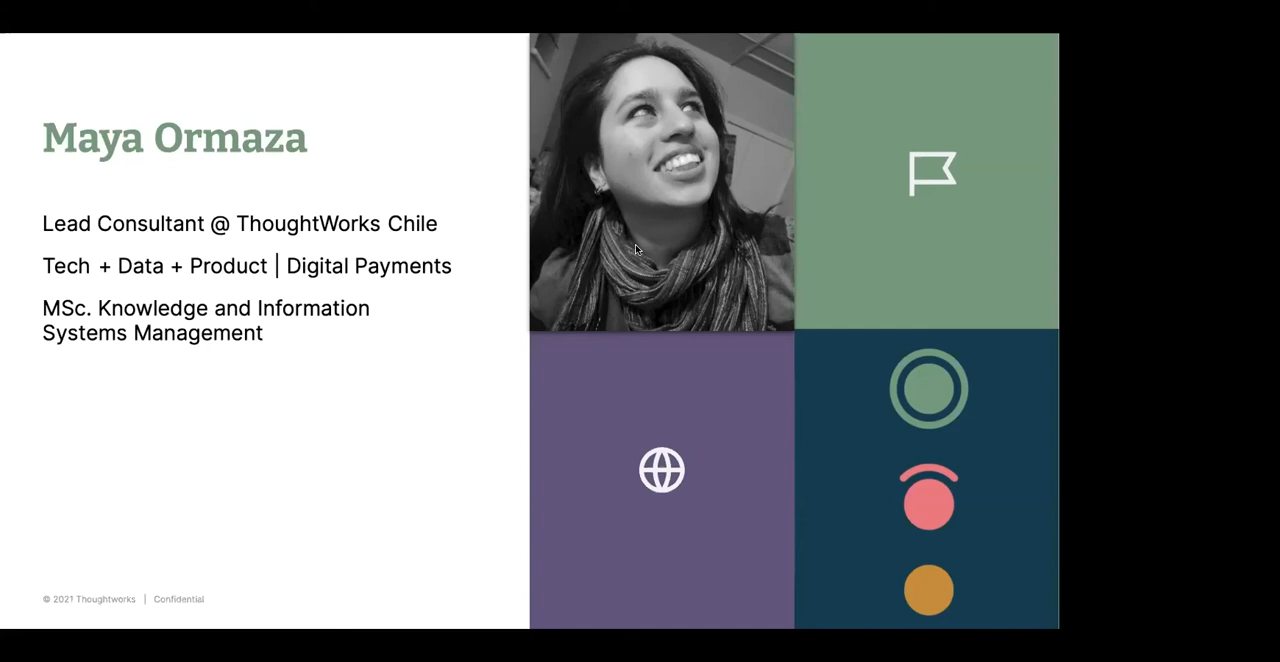 Maya Ormaza
Lead Consultant @ ThoughtWorks Chile
Tech + Data + Product | Digital Payments
MSc. Knowledge and Information
Systems Management
© 2021 Thoughtworks | Confidential